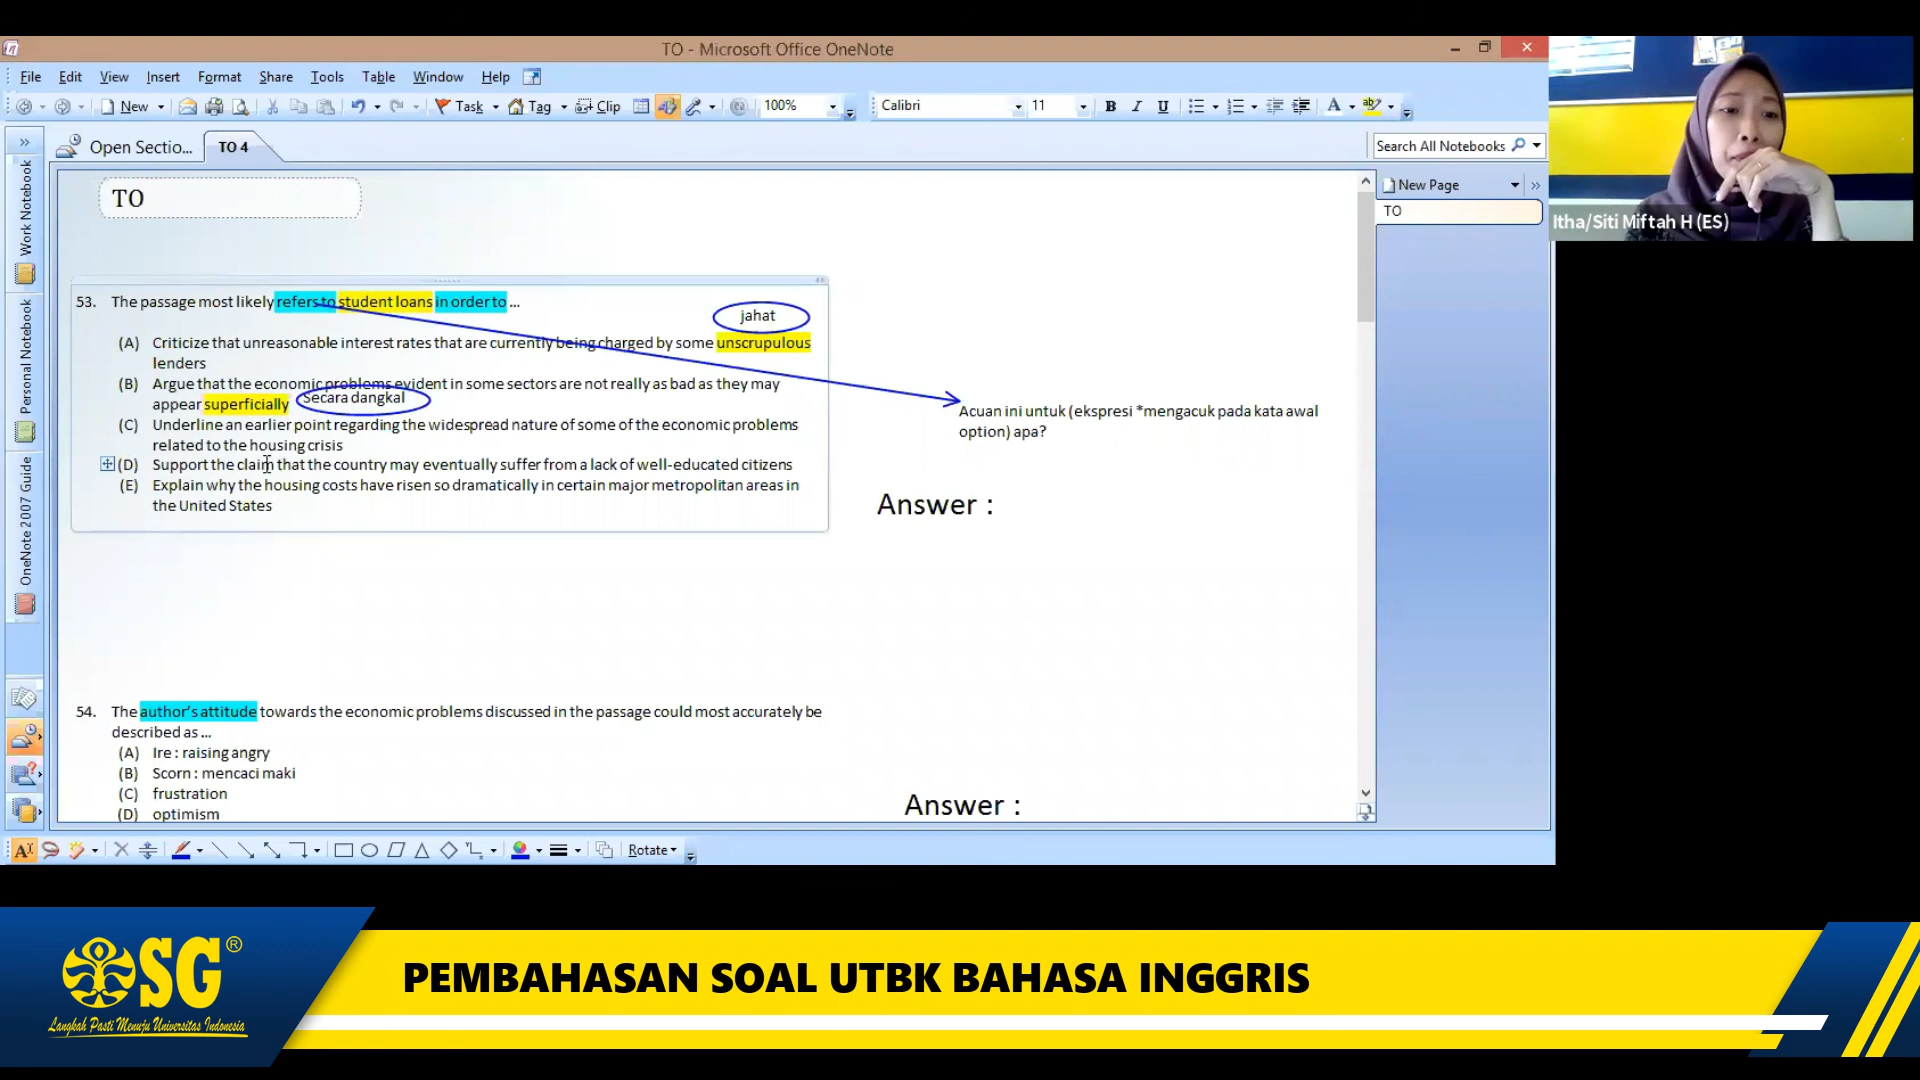 TO - Microsoft Office OneNote
File Edit View Insert Format Share Tools Table Window Help
New Task Tag Clip 100% Calibri 11 B I U A
Open Sectio... TO 4 Search All Notebooks
New Page
TO
Work Notebook
Personal Notebook
OneNote 2007 Guide
TO
53. The passage most likely refers to student loans in order to ...
jahat
(A) Criticize that unreasonable interest rates that are currently being charged by some unscrupulous
lenders
(B) Argue that the economic problems evident in some sectors are not really as bad as they may
appear superficially Secara dangkal
(C) Underline an earlier point regarding the widespread nature of some of the economic problems
related to the housing crisis
(D) Support the claim that the country may eventually suffer from a lack of well-educated citizens
(E) Explain why the housing costs have risen so dramatically in certain major metropolitan areas in
the United States
Acuan ini untuk (ekspresi *mengacuk pada kata awal
option) apa?
Answer :
54. The author's attitude towards the economic problems discussed in the passage could most accurately be
described as ...
(A) Ire : raising angry
(B) Scorn : mencaci maki
(C) frustration
(D) optimism
Answer :
Rotate
Itha/Siti Miftah H (ES)
SG®
Langkah Pasti Menuju Universitas Indonesia
PEMBAHASAN SOAL UTBK BAHASA INGGRIS